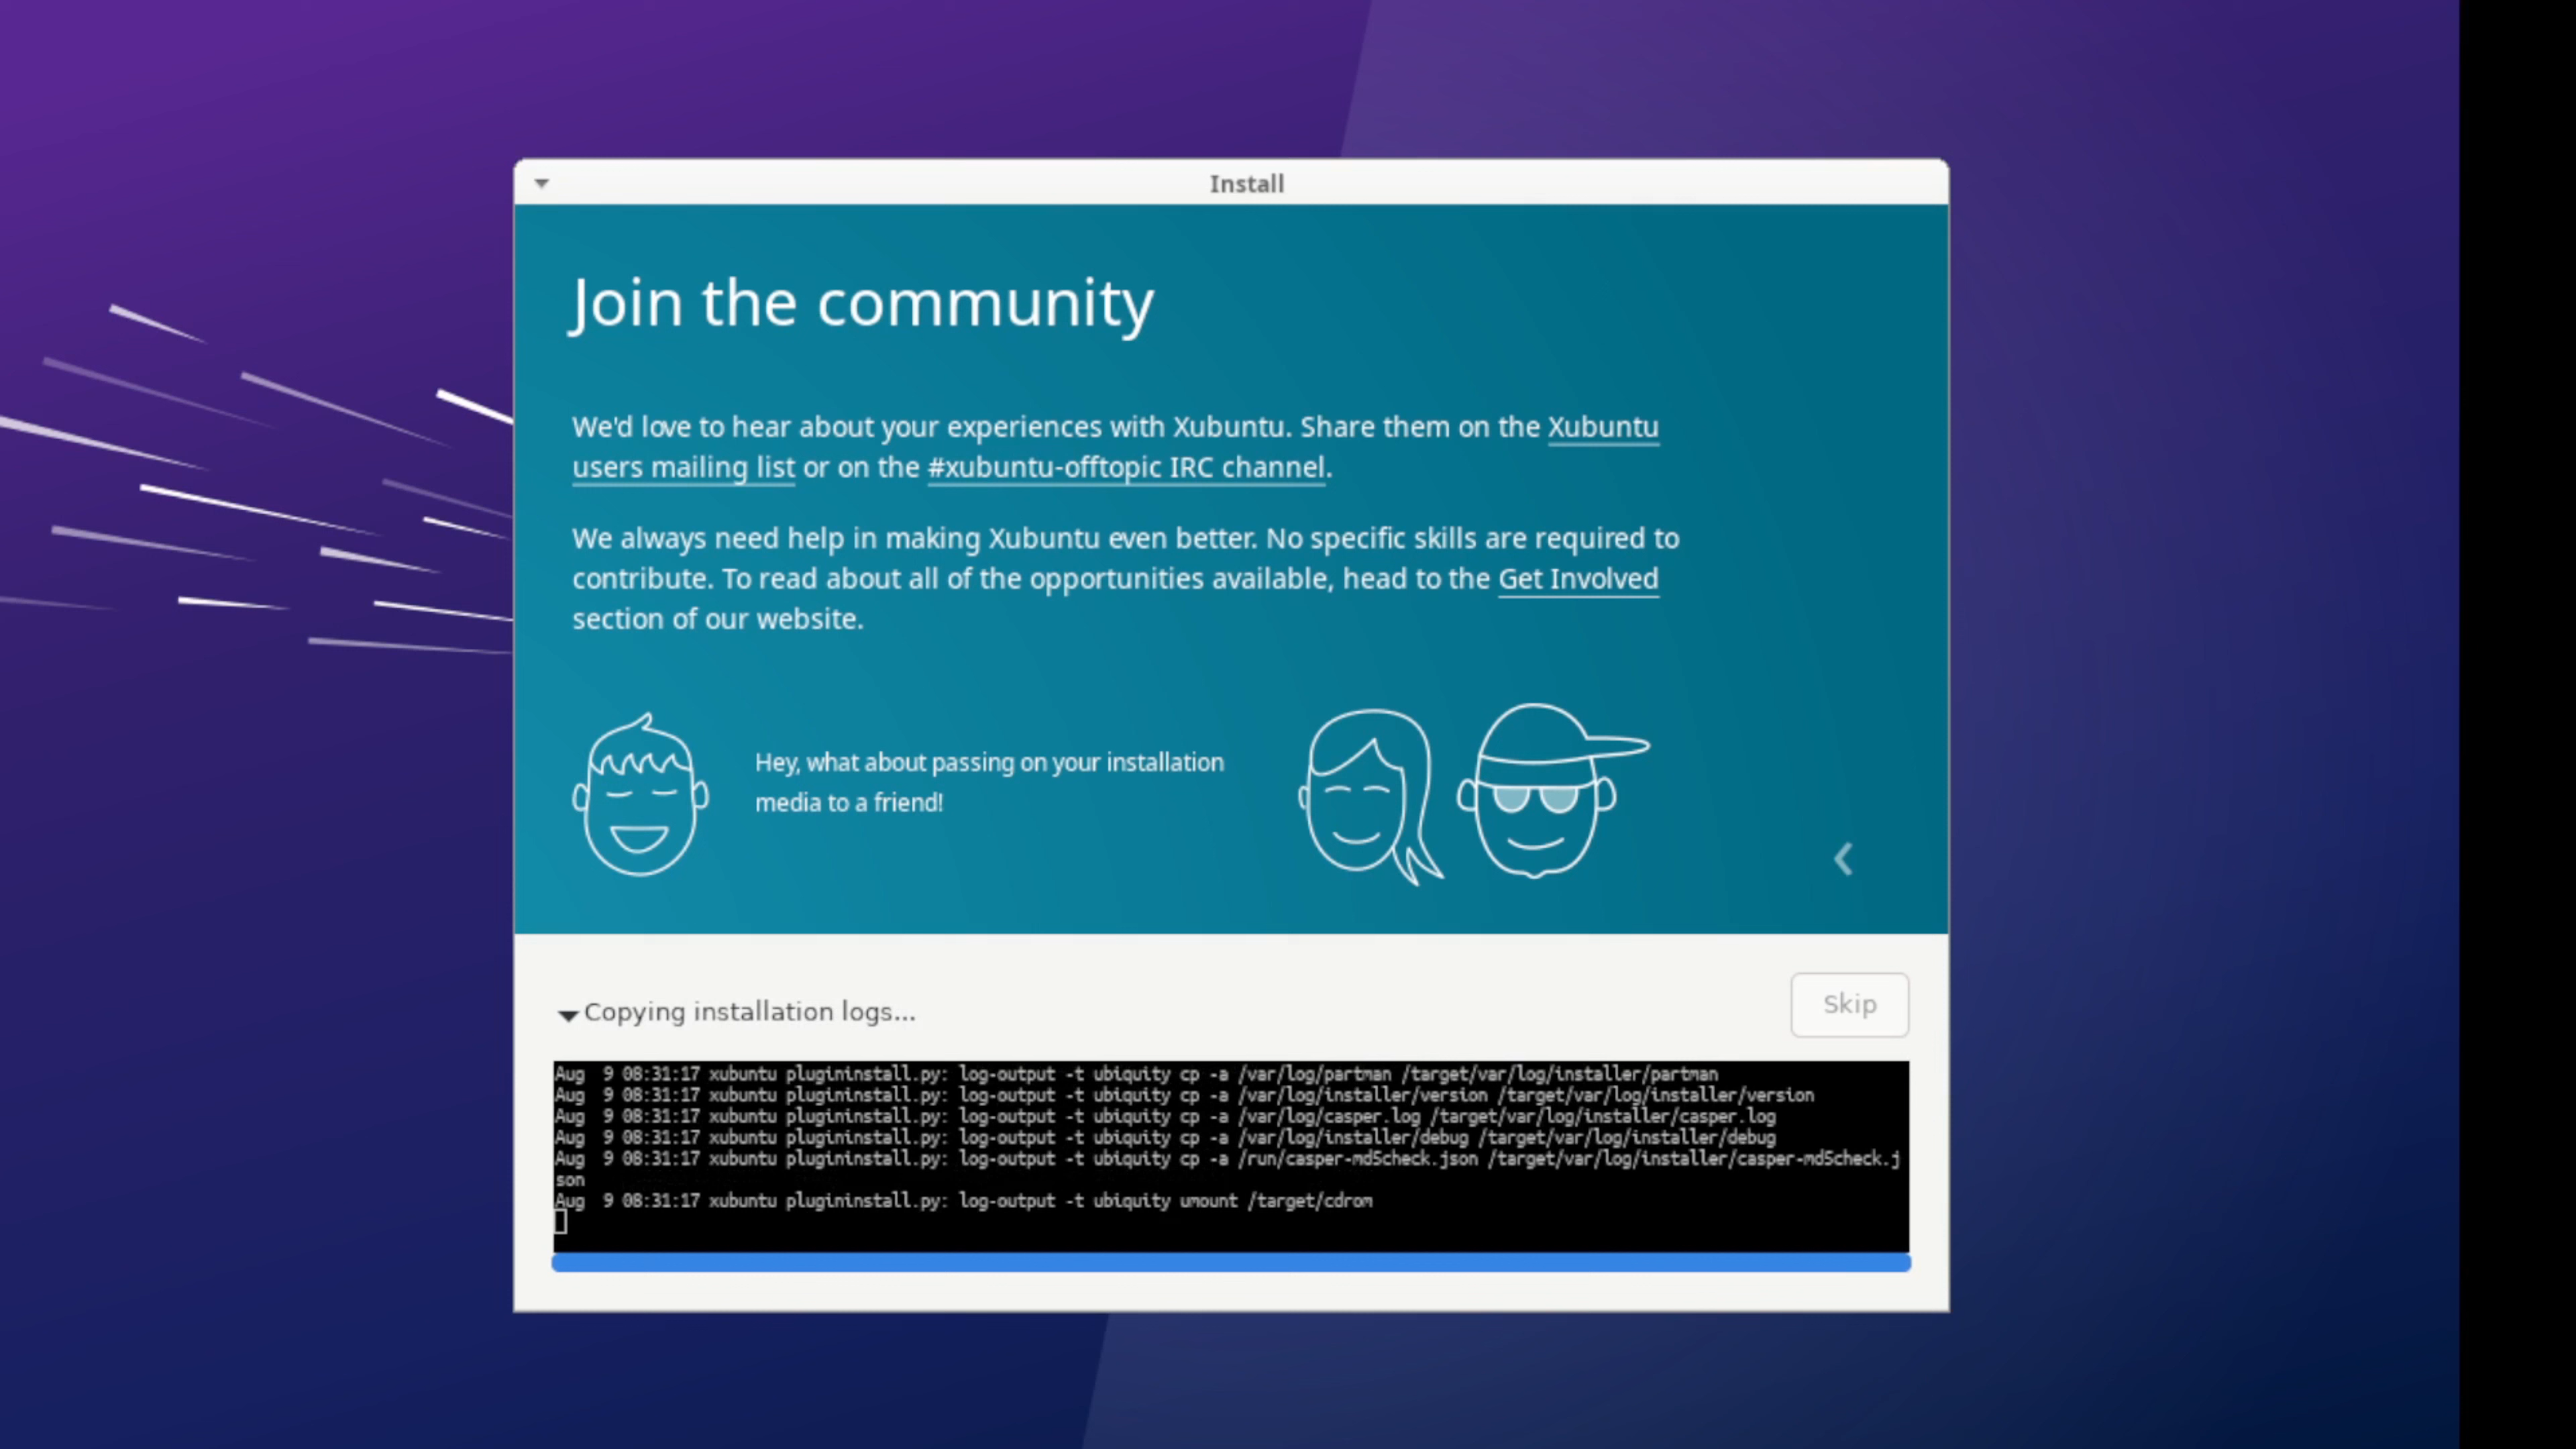 Install
Join the community
We'd love to hear about your experiences with Xubuntu. Share them on the Xubuntu
users mailing list or on the #xubuntu-offtopic IRC channel.
We always need help in making Xubuntu even better. No specific skills are required to
contribute. To read about all of the opportunities available, head to the Get Involved
section of our website.
Hey, what about passing on your installation
media to a friend!
Copying installation logs...
Skip
Aug  9 08:31:17 xubuntu plugininstall.py: log-output -t ubiquity cp -a /var/log/partman /target/var/log/installer/partman
Aug  9 08:31:17 xubuntu plugininstall.py: log-output -t ubiquity cp -a /var/log/installer/version /target/var/log/installer/version
Aug  9 08:31:17 xubuntu plugininstall.py: log-output -t ubiquity cp -a /var/log/casper.log /target/var/log/installer/casper.log
Aug  9 08:31:17 xubuntu plugininstall.py: log-output -t ubiquity cp -a /var/log/installer/debug /target/var/log/installer/debug
Aug  9 08:31:17 xubuntu plugininstall.py: log-output -t ubiquity cp -a /run/casper-md5check.json /target/var/log/installer/casper-md5check.j
son
Aug  9 08:31:17 xubuntu plugininstall.py: log-output -t ubiquity umount /target/cdrom